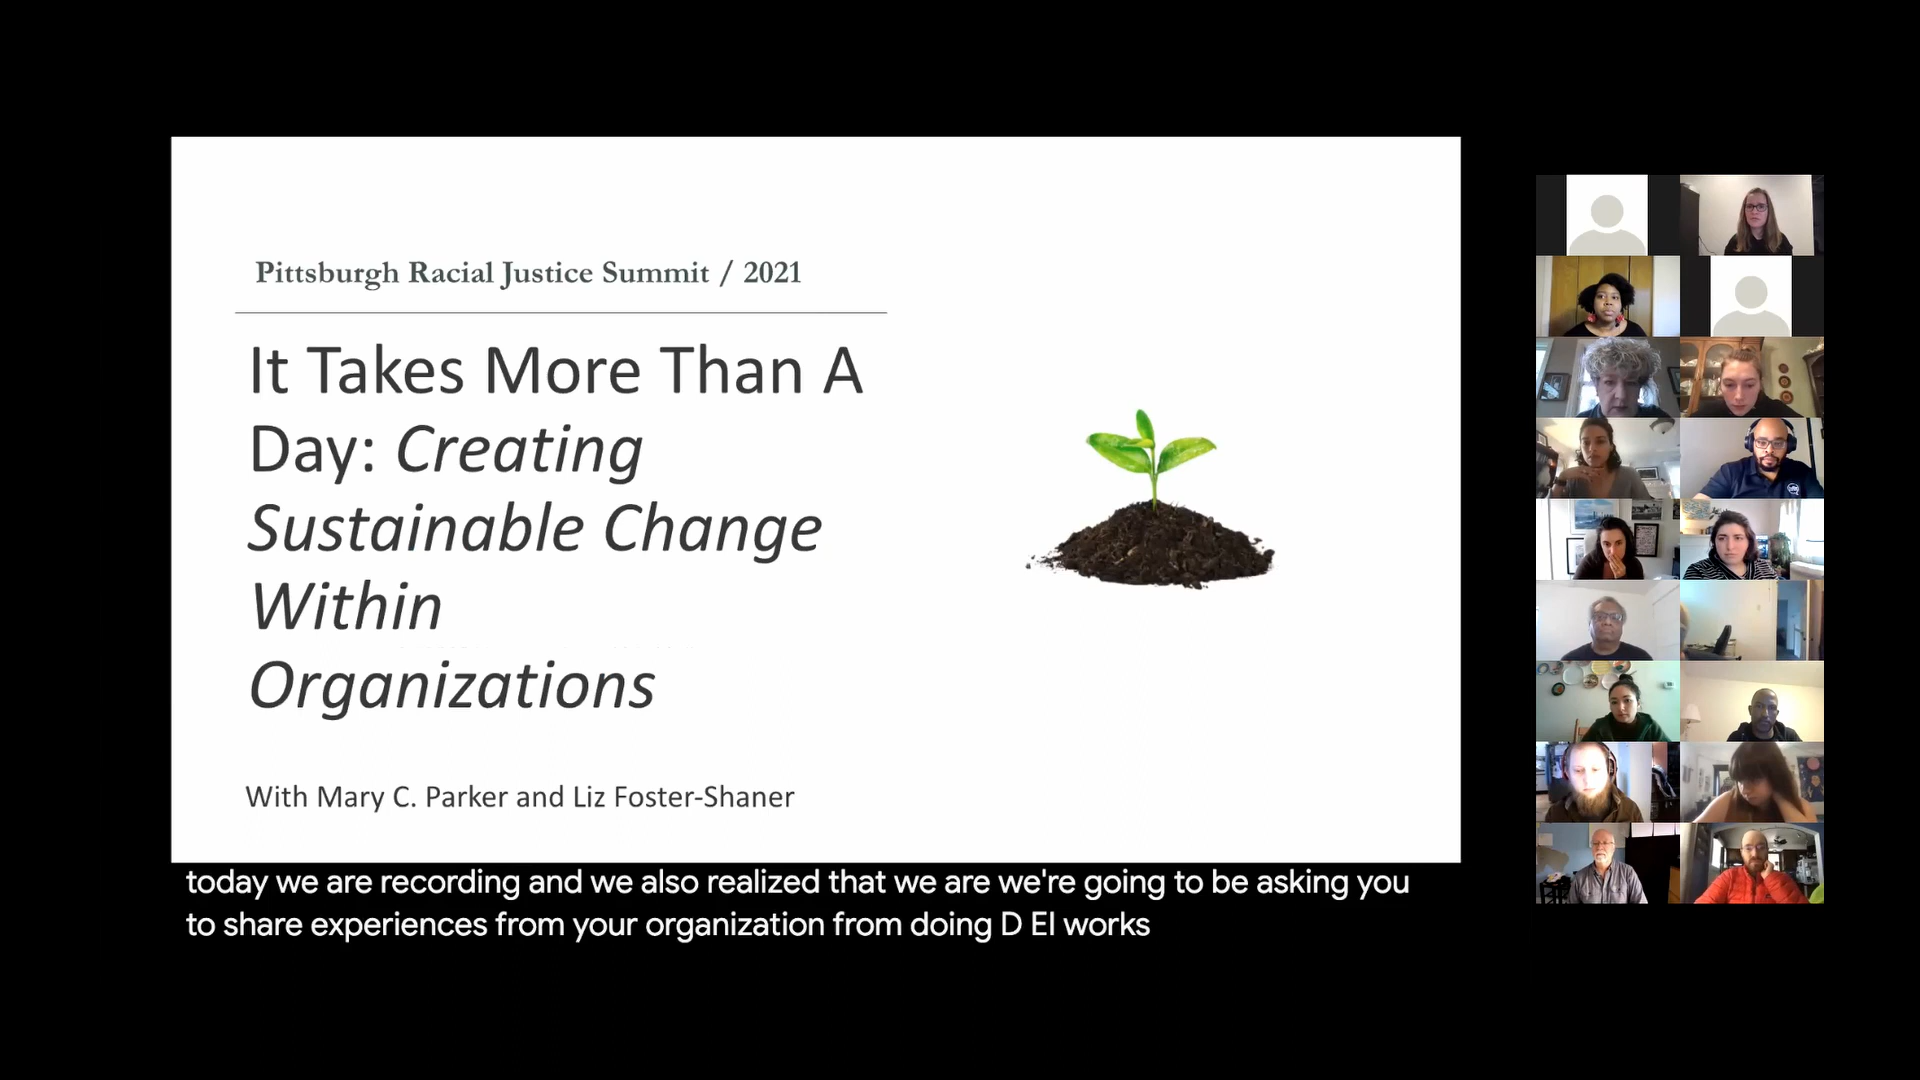 Pittsburgh Racial Justice Summit / 2021
It Takes More Than A
Day: Creating
Sustainable Change
Within
Organizations
With Mary C. Parker and Liz Foster-Shaner
today we are recording and we also realized that we are we're going to be asking you
to share experiences from your organization from doing D EI works